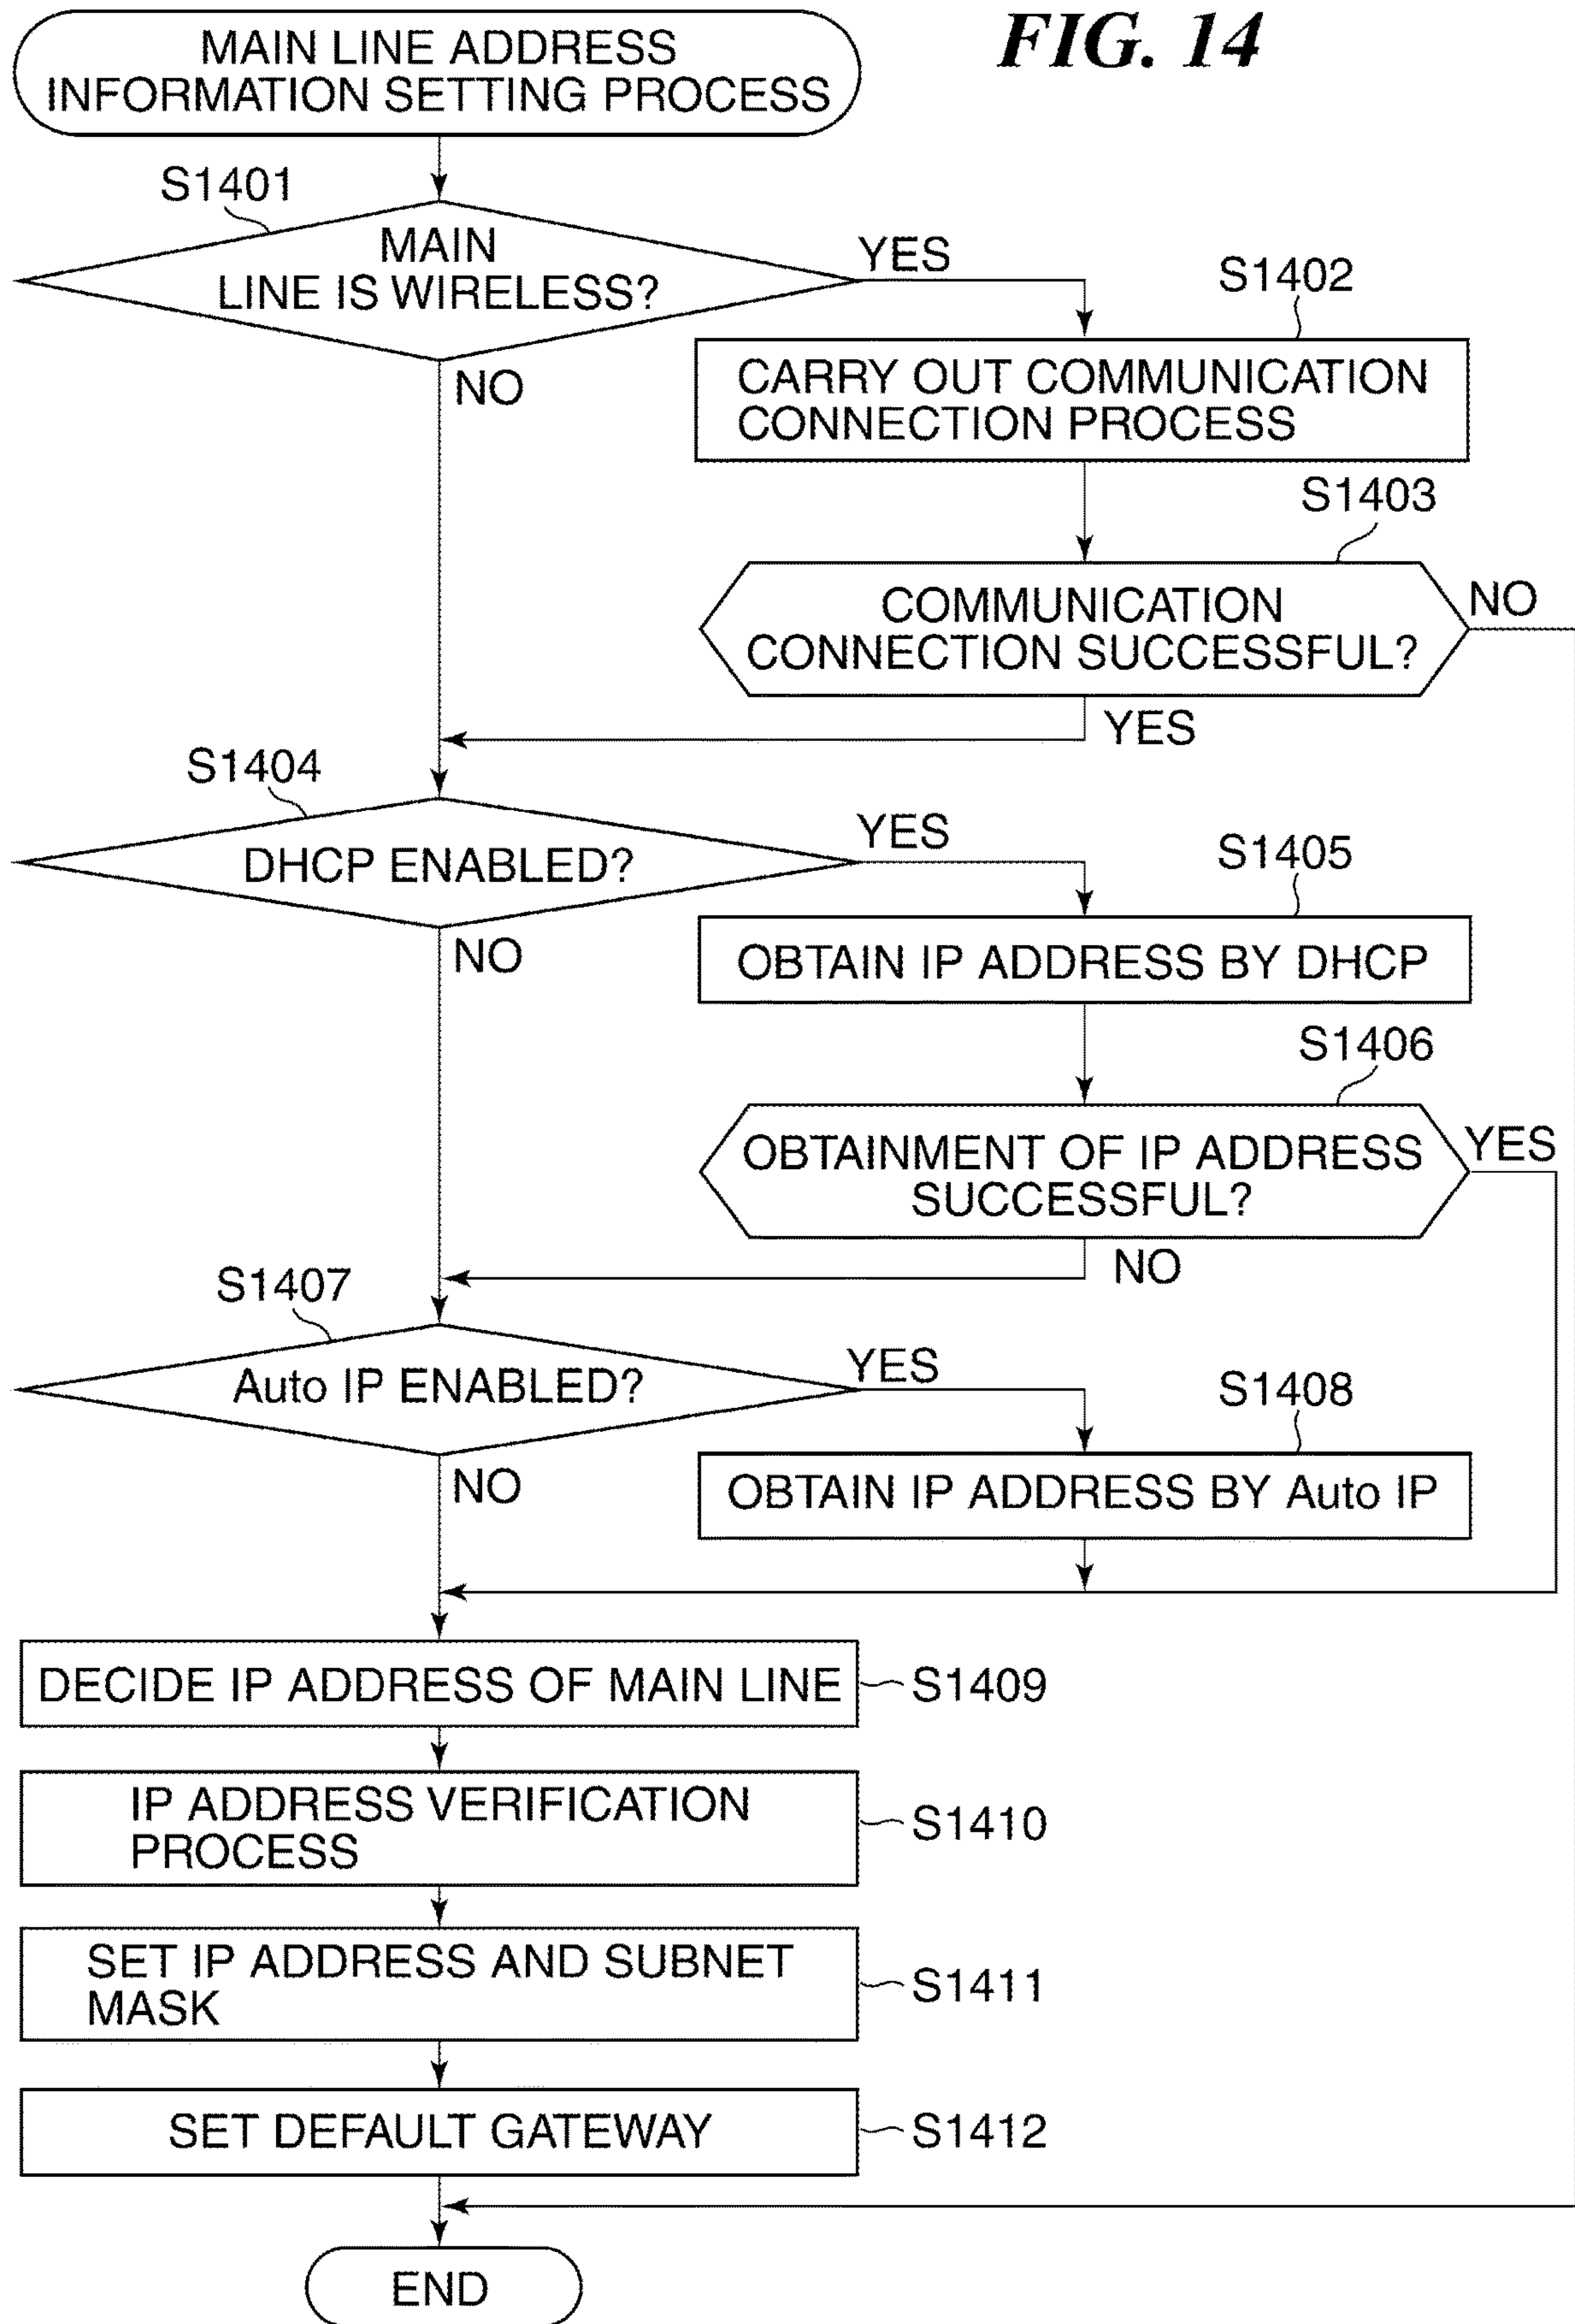 FIG. 14
MAIN LINE ADDRESS
INFORMATION SETTING PROCESS
S1401
MAIN
LINE IS WIRELESS?
YES
NO
S1402
CARRY OUT COMMUNICATION
CONNECTION PROCESS
S1403
COMMUNICATION
CONNECTION SUCCESSFUL?
NO
YES
S1404
DHCP ENABLED?
YES
NO
S1405
OBTAIN IP ADDRESS BY DHCP
S1406
OBTAINMENT OF IP ADDRESS
SUCCESSFUL?
YES
NO
S1407
Auto IP ENABLED?
YES
NO
S1408
OBTAIN IP ADDRESS BY Auto IP
DECIDE IP ADDRESS OF MAIN LINE
S1409
IP ADDRESS VERIFICATION
PROCESS
S1410
SET IP ADDRESS AND SUBNET
MASK
S1411
SET DEFAULT GATEWAY
S1412
END